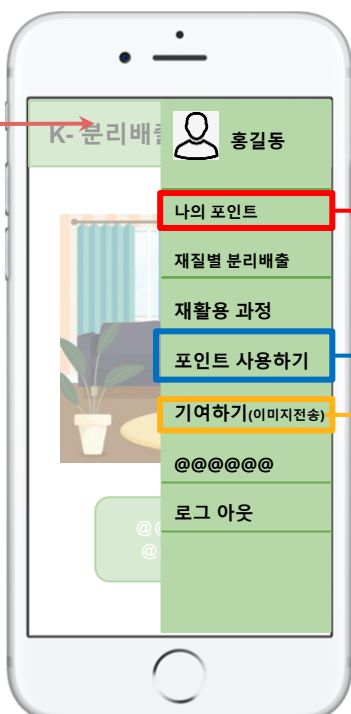 K- 분리배출
홍길동
나의 포인트
재질별 분리배출
재활용 과정
포인트 사용하기
기여하기(이미지전송)
@@@@@@
로그 아웃
@@
@